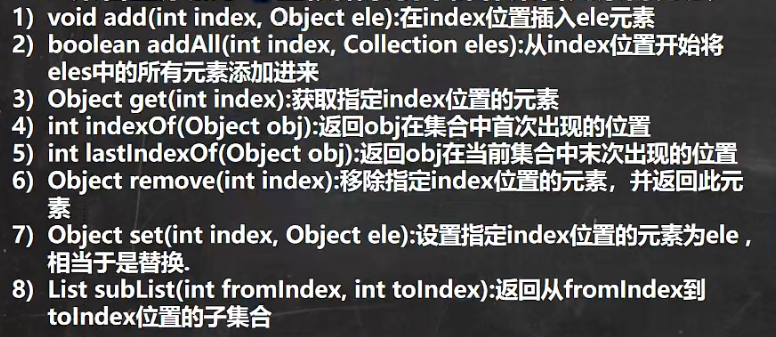 1) void add(int index, Object ele):在index位置插入ele元素
2) boolean addAll(int index, Collection eles):从index位置开始将
eles中的所有元素添加进来
3) Object get(int index):获取指定index位置的元素
4) int indexOf(Object obj):返回obj在集合中首次出现的位置
5) int lastIndexOf(Object obj):返回obj在当前集合中末次出现的位置
6) Object remove(int index):移除指定index位置的元素，并返回此元
素
7) Object set(int index, Object ele):设置指定index位置的元素为ele ,
相当于是替换.
8) List subList(int fromIndex, int toIndex):返回从fromIndex到
toIndex位置的子集合